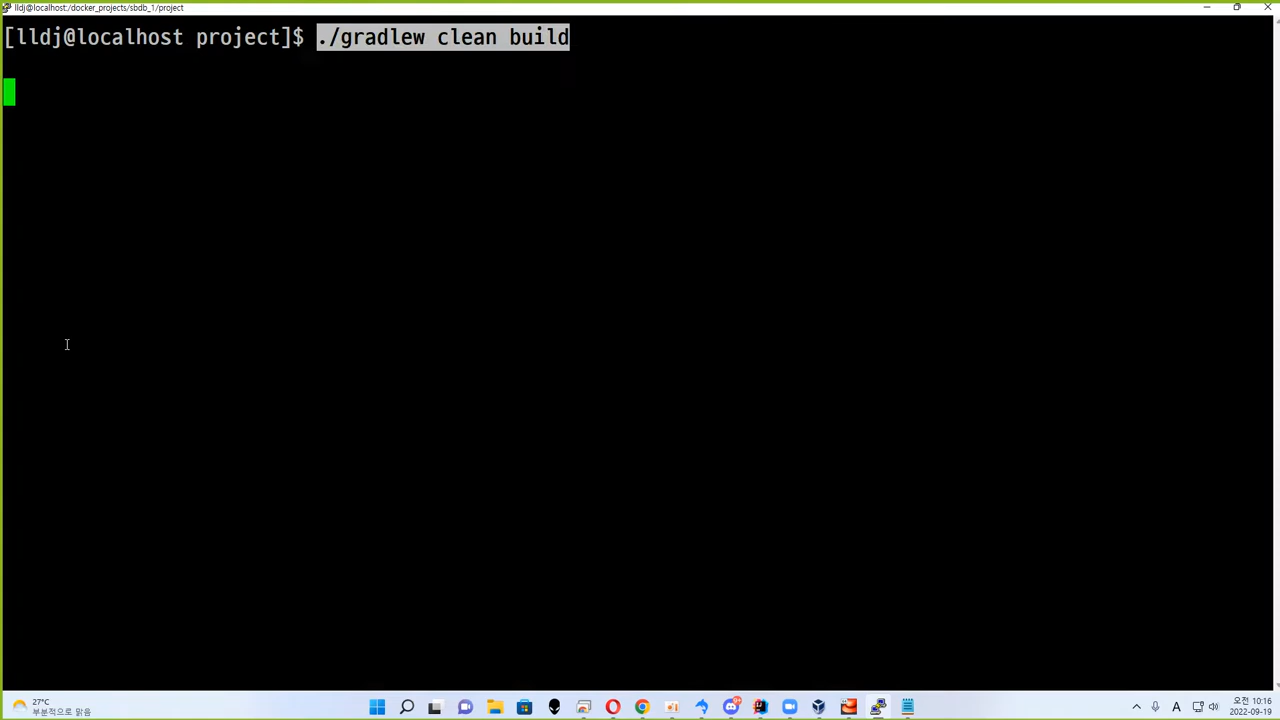 lldj@localhost:/docker_projects/sbdb_1/project
[lldj@localhost project]$ ./gradlew clean build
27°C
부분적으로 맑음
A
오전 10:16
2022-09-19